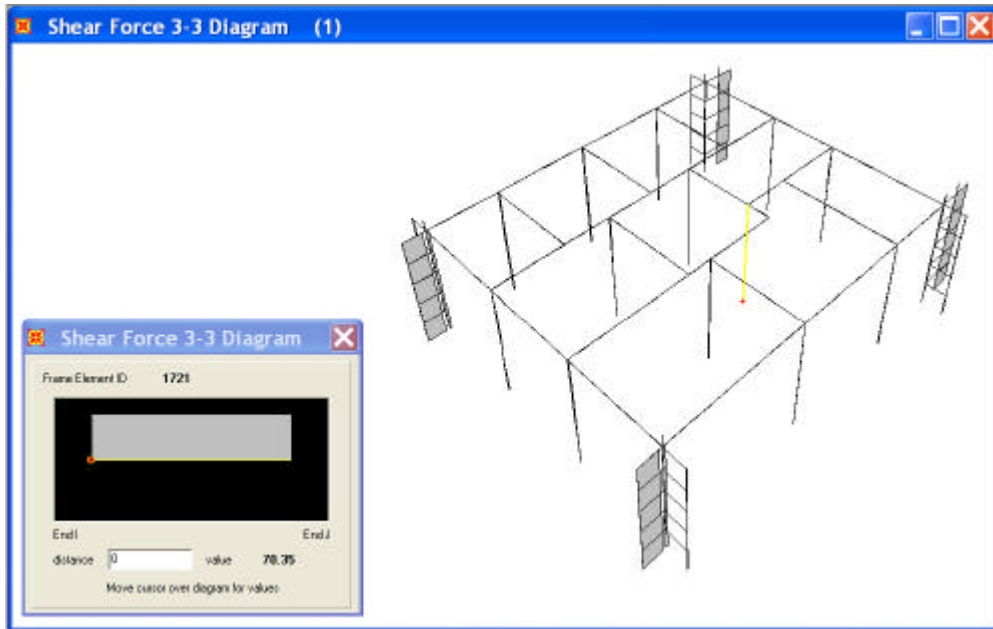 Shear Force 3-3 Diagram (1)
Shear Force 3-3 Diagram
Frame Element ID 1721
End I End J
distance 0 value 70.35
Move cursor over diagram for values